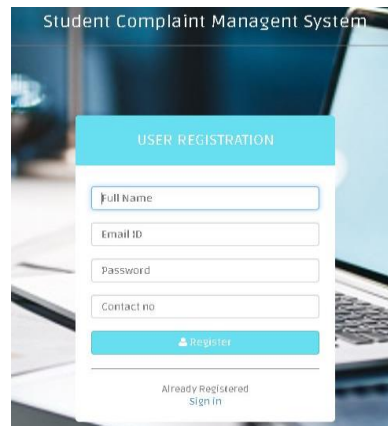 Student Complaint Managent System
USER REGISTRATION
Full Name
Email ID
Password
Contact no
Register
Already Registered
Sign in